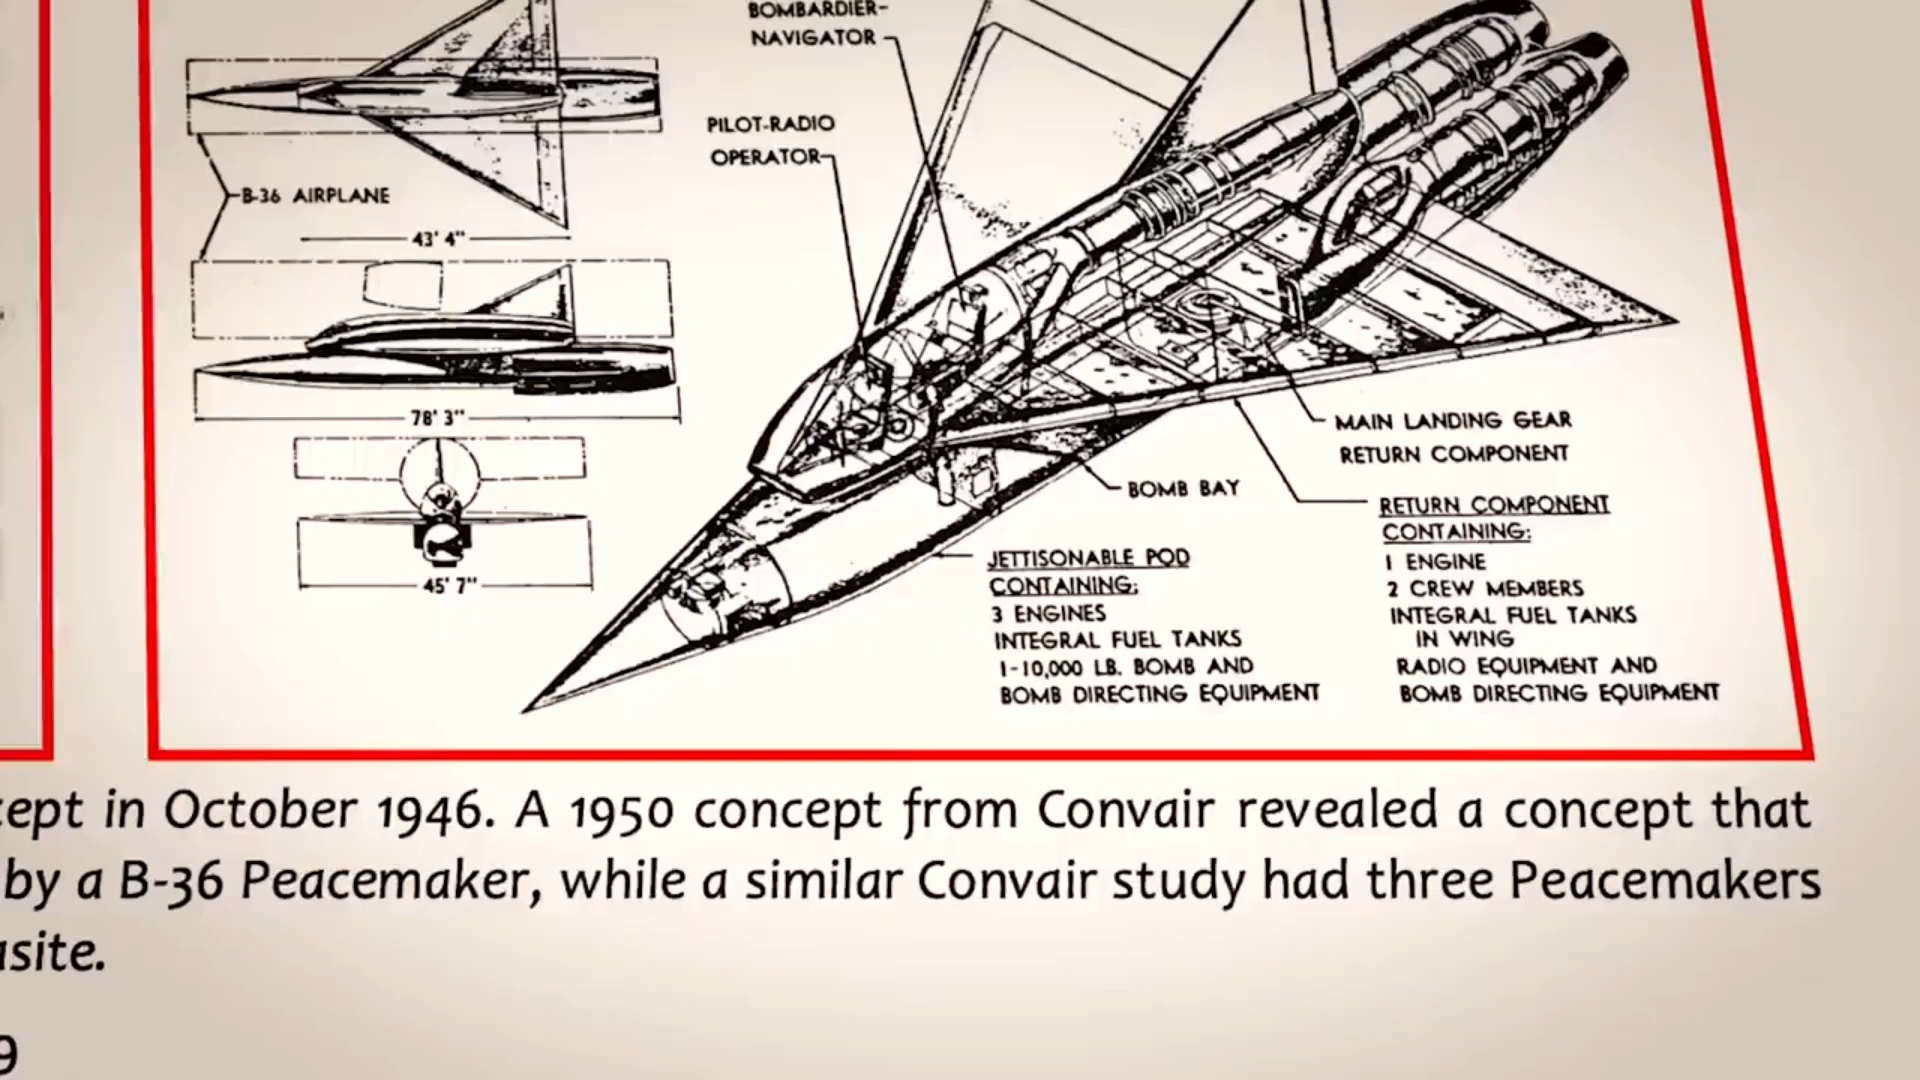 BOMBARDIER-
NAVIGATOR
PILOT-RADIO
OPERATOR
B-36 AIRPLANE
43' 4"
78' 3"
45' 7"
MAIN LANDING GEAR
RETURN COMPONENT
BOMB BAY
JETTISONABLE POD
CONTAINING:
3 ENGINES
INTEGRAL FUEL TANKS
1-10,000 LB. BOMB AND
BOMB DIRECTING EQUIPMENT
RETURN COMPONENT
CONTAINING:
1 ENGINE
2 CREW MEMBERS
INTEGRAL FUEL TANKS
IN WING
RADIO EQUIPMENT AND
BOMB DIRECTING EQUIPMENT
in October 1946. A 1950 concept from Convair revealed a concept that
by a B-36 Peacemaker, while a similar Convair study had three Peacemakers